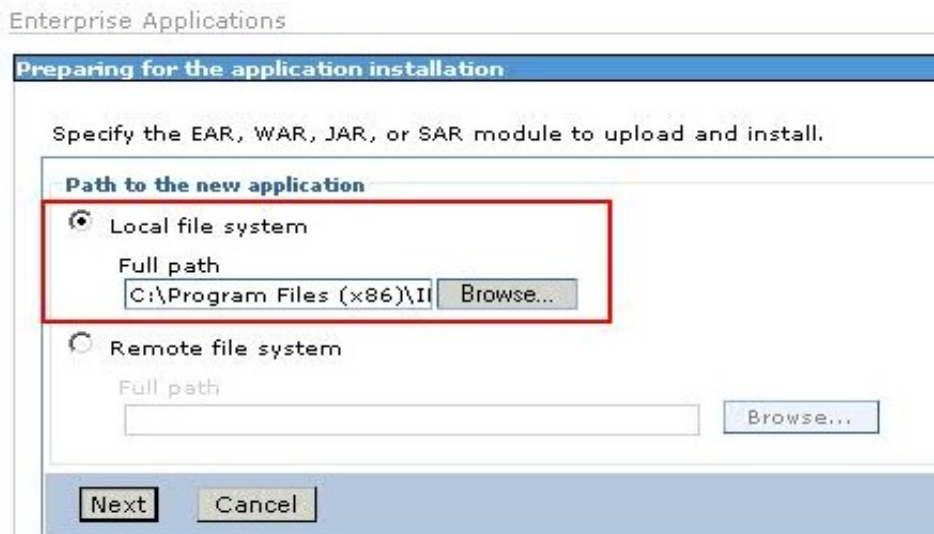 Enterprise Applications
Preparing for the application installation
Specify the EAR, WAR, JAR, or SAR module to upload and install.
Path to the new application
Local file system
Full path
C:\Program Files (x86)\II Browse...
Remote file system
Full path
Browse...
Next Cancel